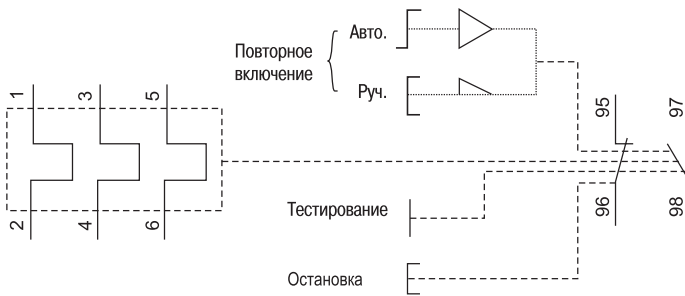 Авто.
Повторное
включение
Руч.
1
3
5
95
97
2
4
6
96
98
Тестирование
Остановка